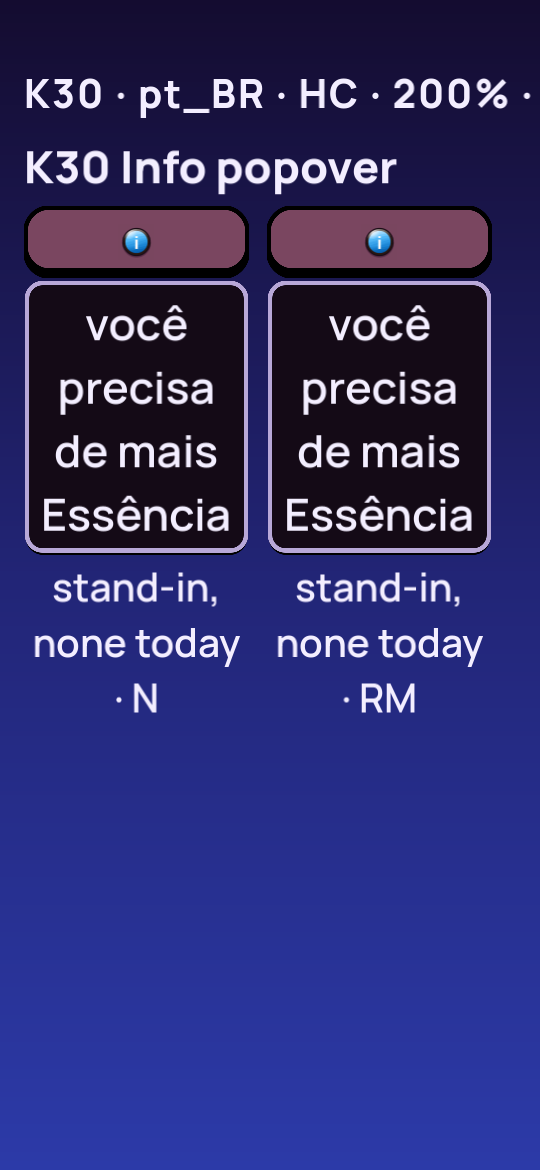 K30 · pt_BR · HC · 200% ·
K30 Info popover
você
precisa
de mais
Essência
stand-in,
none today
· N
você
precisa
de mais
Essência
stand-in,
none today
· RM